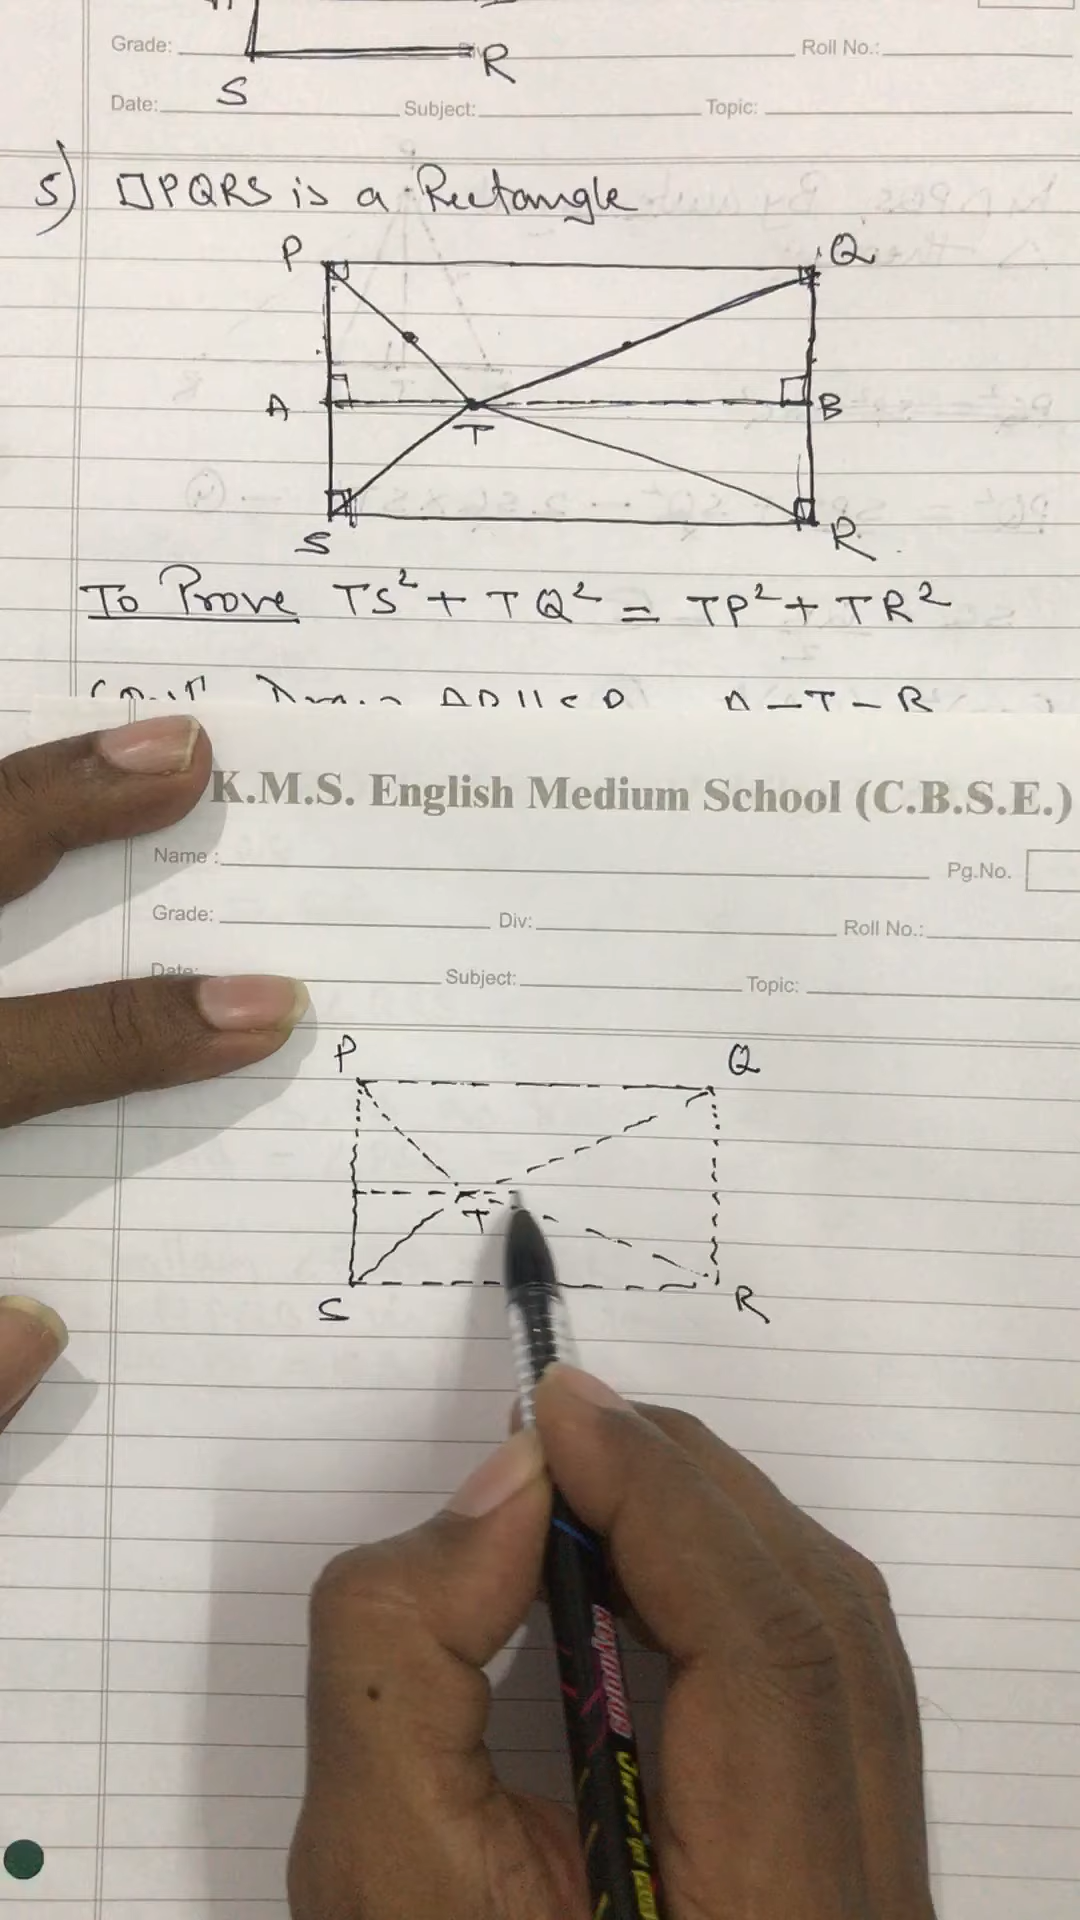 Grade: Roll No.:
S R
Date: Subject: Topic:
5) □PQRS is a Rectangle
P Q
A T B
S R
To Prove TS² + TQ² = TP² + TR²
A – T – B
K.M.S. English Medium School (C.B.S.E.)
Name : Pg.No.
Grade: Div: Roll No.:
Date: Subject: Topic:
P Q
T
S R